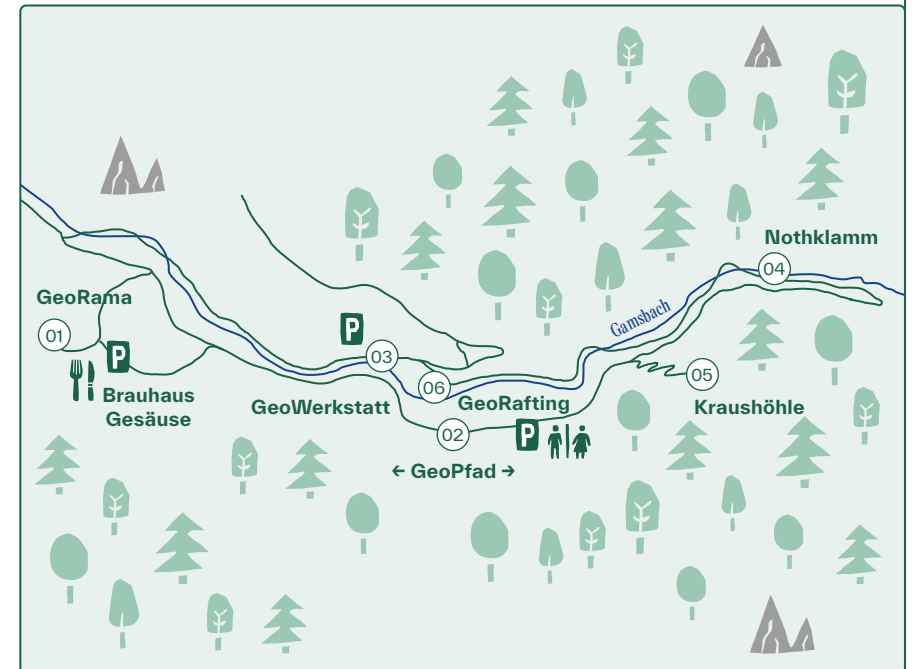 Nothklamm
04
GeoRama
01
P
Brauhaus
Gesäuse
Gamsbach
P
03
GeoWerkstatt
06
GeoRafting
05
Kraushöhle
02
P
← GeoPfad →